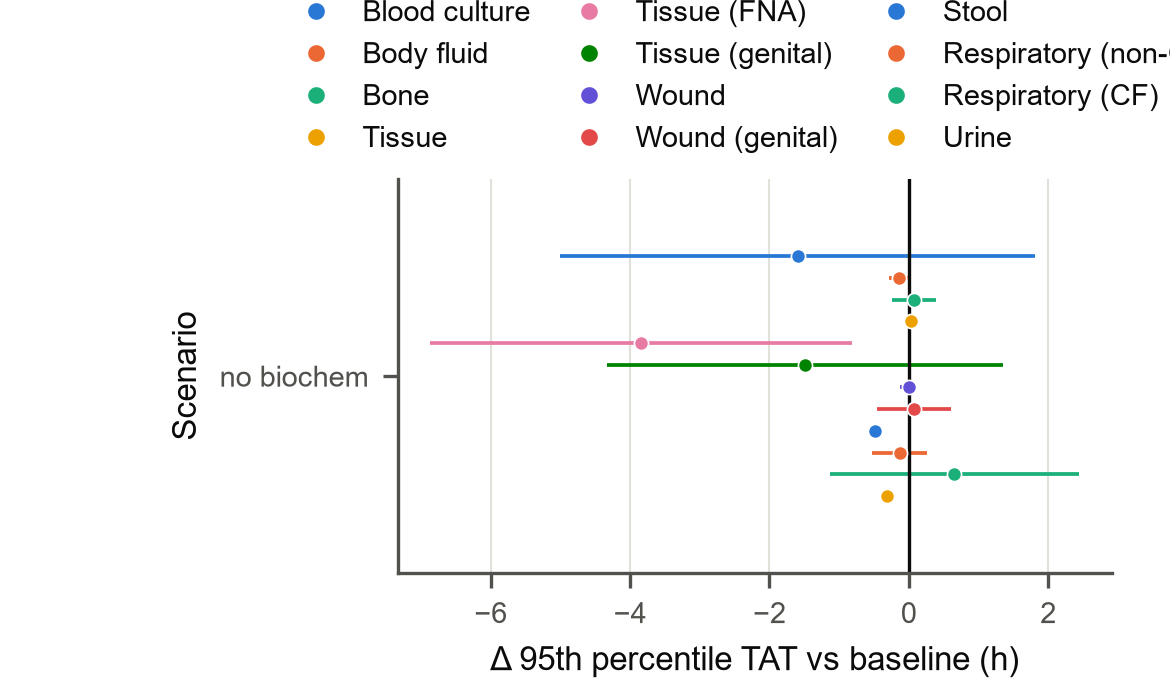 Blood culture
Tissue (FNA)
Stool
Body fluid
Tissue (genital)
Respiratory
Bone
Wound
Respiratory (CF)
Tissue
Wound (genital)
Urine
Scenario
no biochem
−6
−4
−2
0
2
Δ 95th percentile TAT vs baseline (h)